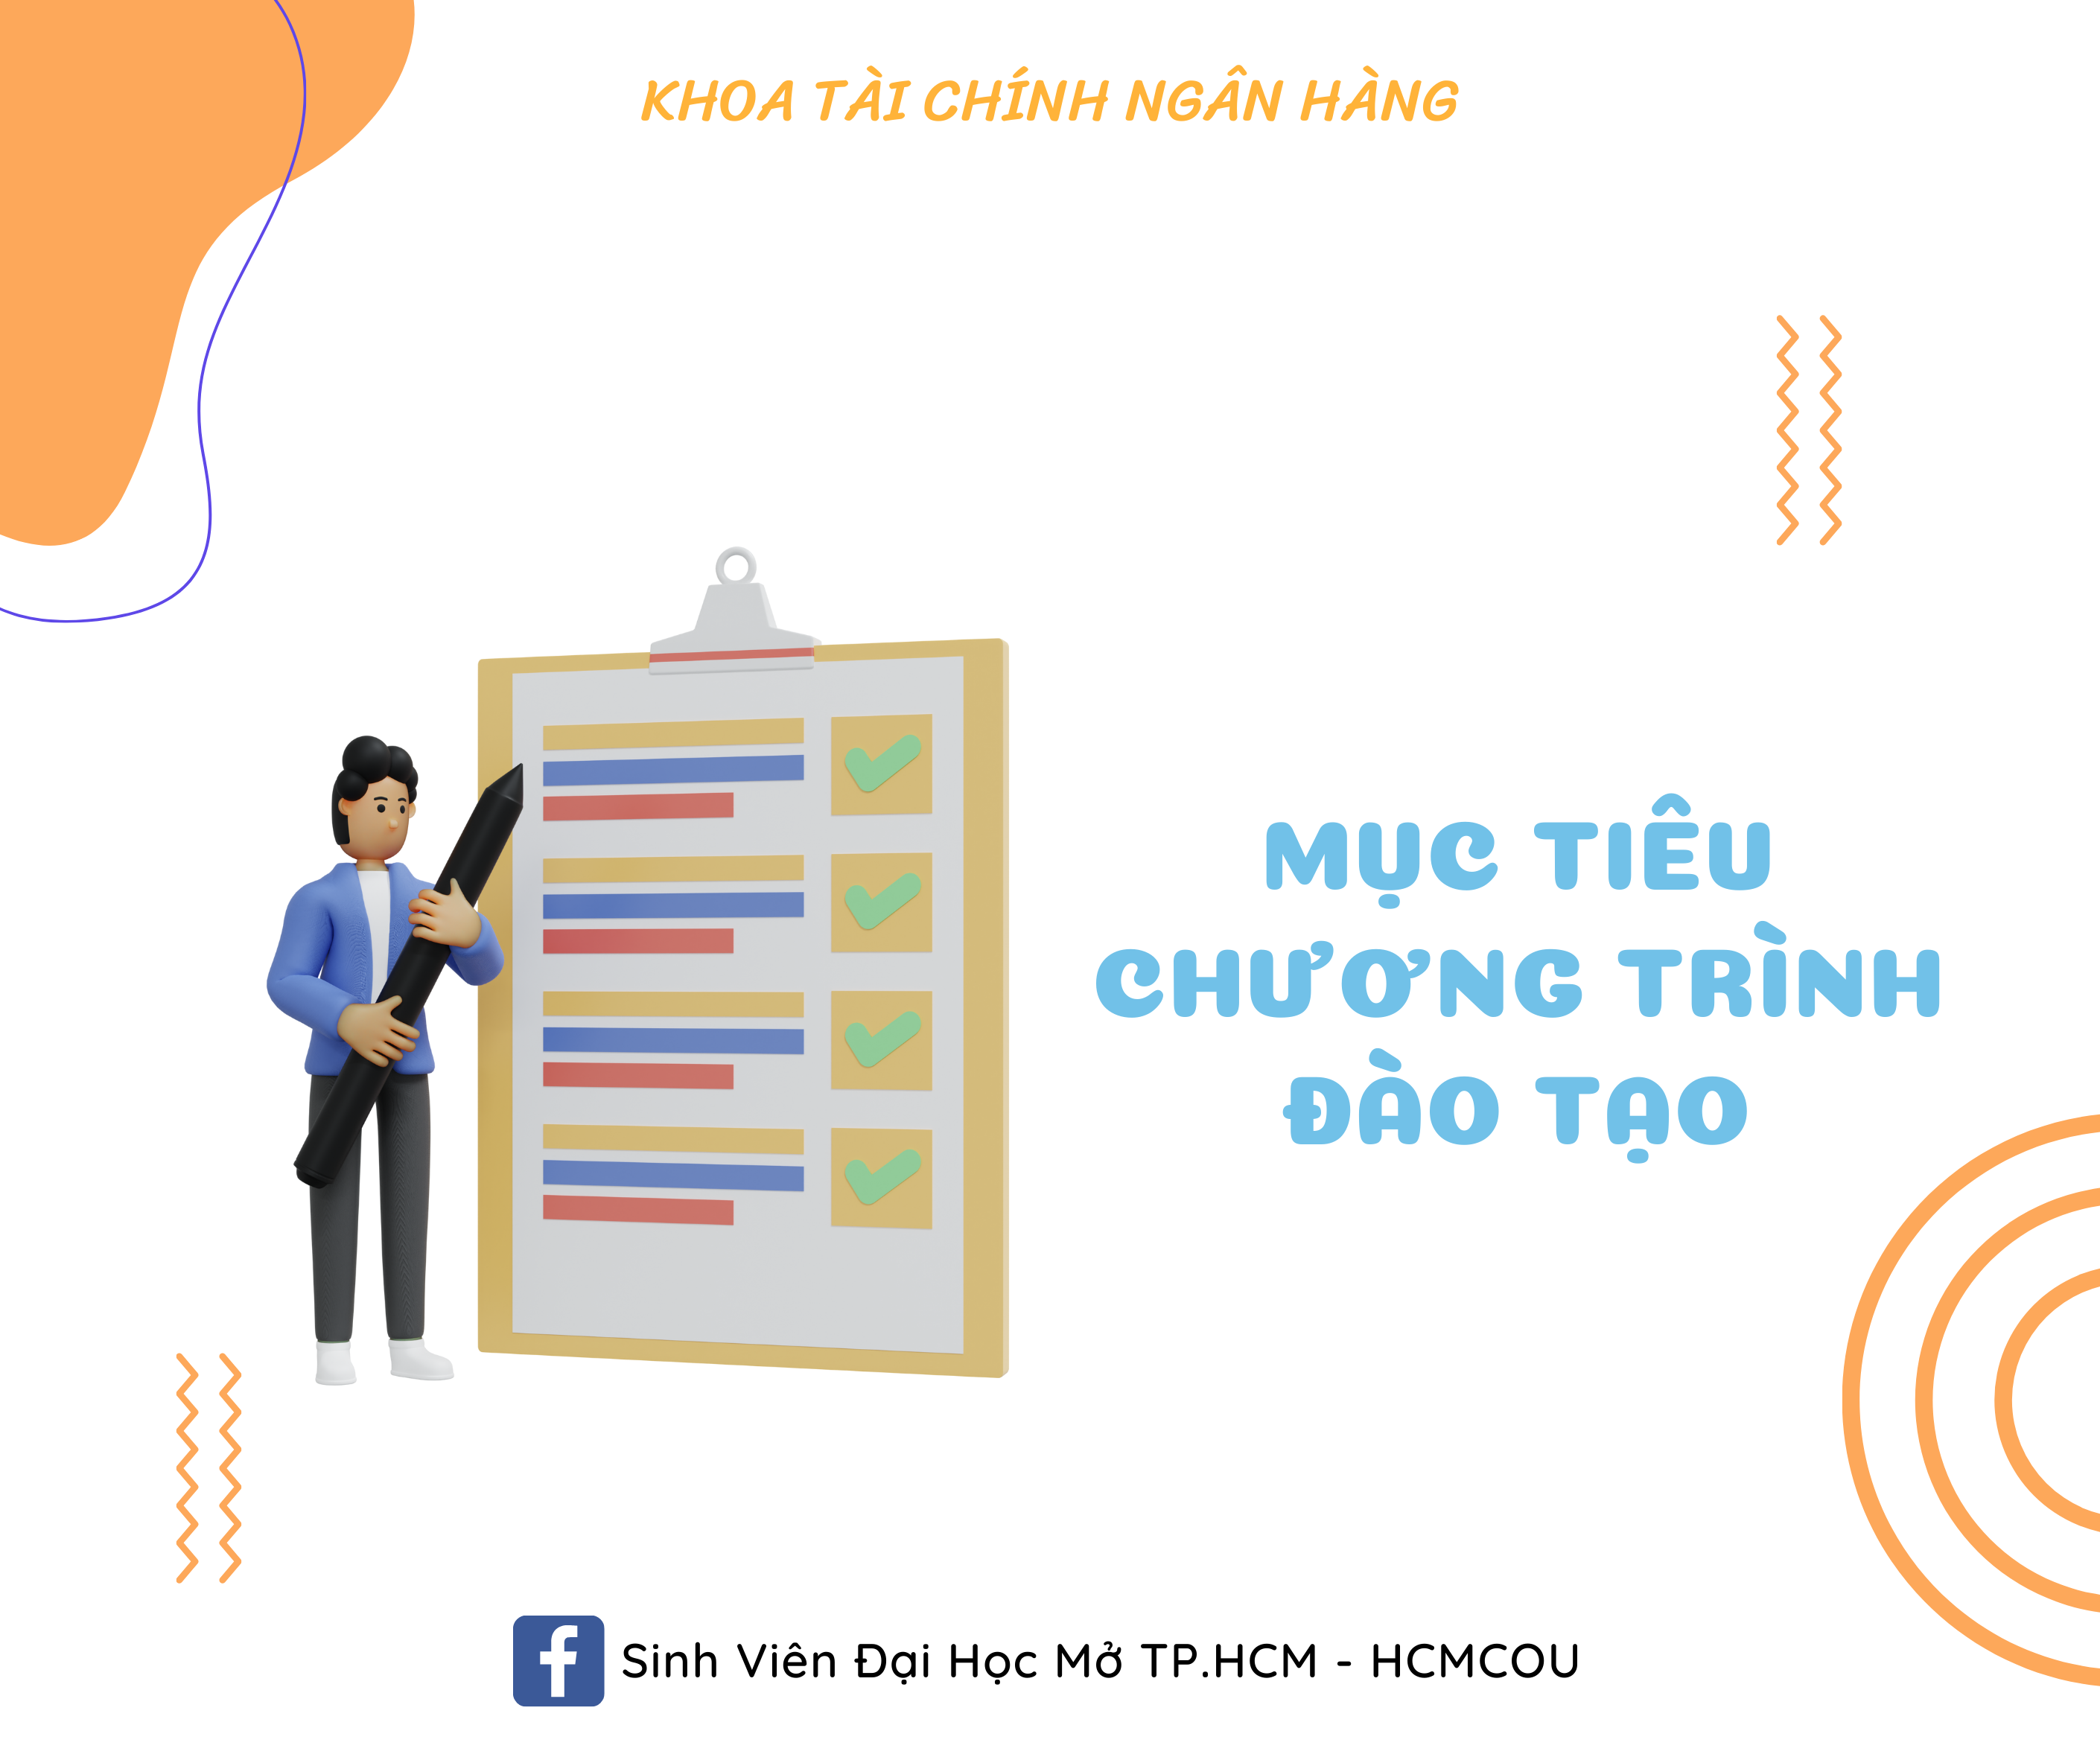 KHOA TÀI CHÍNH NGÂN HÀNG
MỤC TIÊU
CHƯƠNG TRÌNH
ĐÀO TẠO
Sinh Viên Đại Học Mở TP.HCM - HCMCOU